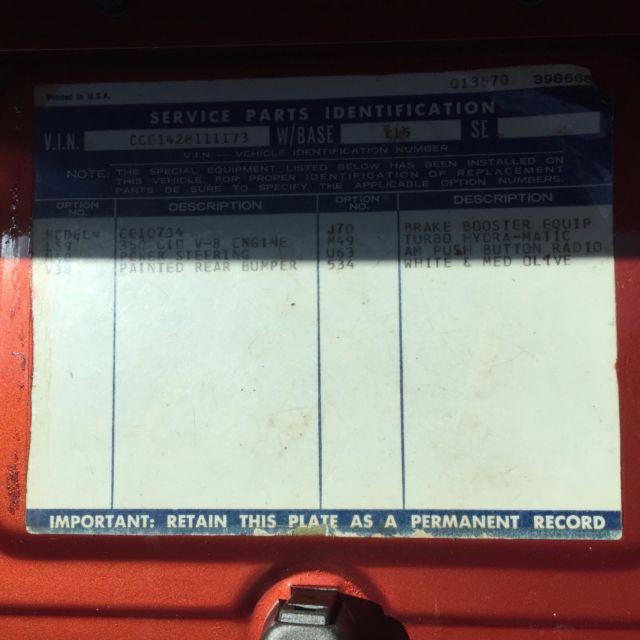 013670 398668
Printed in U.S.A.
SERVICE PARTS IDENTIFICATION
V.I.N. CCE142B111173 W/BASE 115 SE
V.I.N. — VEHICLE IDENTIFICATION NUMBER
NOTE: THE SPECIAL EQUIPMENT LISTED BELOW HAS BEEN INSTALLED ON
THIS VEHICLE. FOR PROPER IDENTIFICATION OF REPLACEMENT
PARTS BE SURE TO SPECIFY THE APPLICABLE OPTION NUMBERS.
OPTION NO. DESCRIPTION OPTION NO. DESCRIPTION
MODEL= CE10734 J70 BRAKE BOOSTER EQUIP
350 CID V-8 ENGINE M49 TURBO HYDRA-MATIC
POWER STEERING U63 AM PUSH BUTTON RADIO
V38 PAINTED REAR BUMPER 534 WHITE & MED OLIVE
IMPORTANT: RETAIN THIS PLATE AS A PERMANENT RECORD